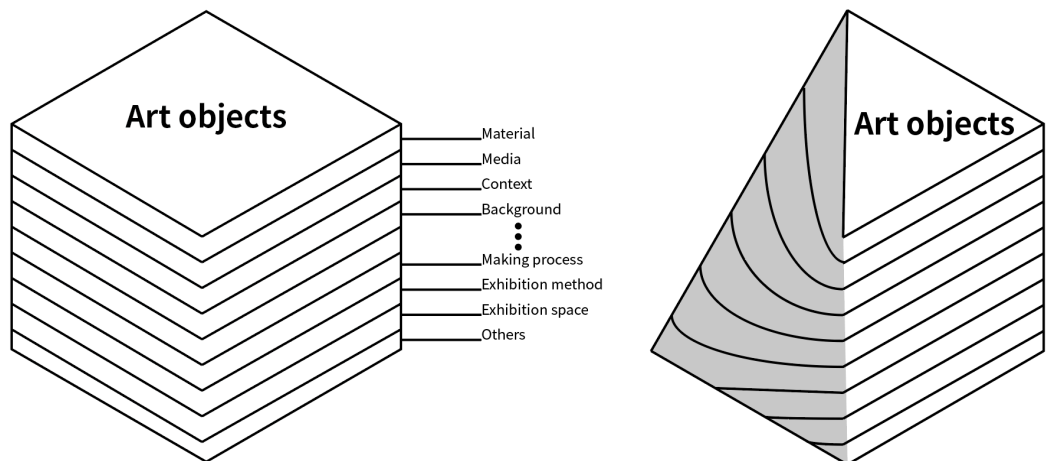 Art objects
Material
Media
Context
Background
Making process
Exhibition method
Exhibition space
Others
Art objects